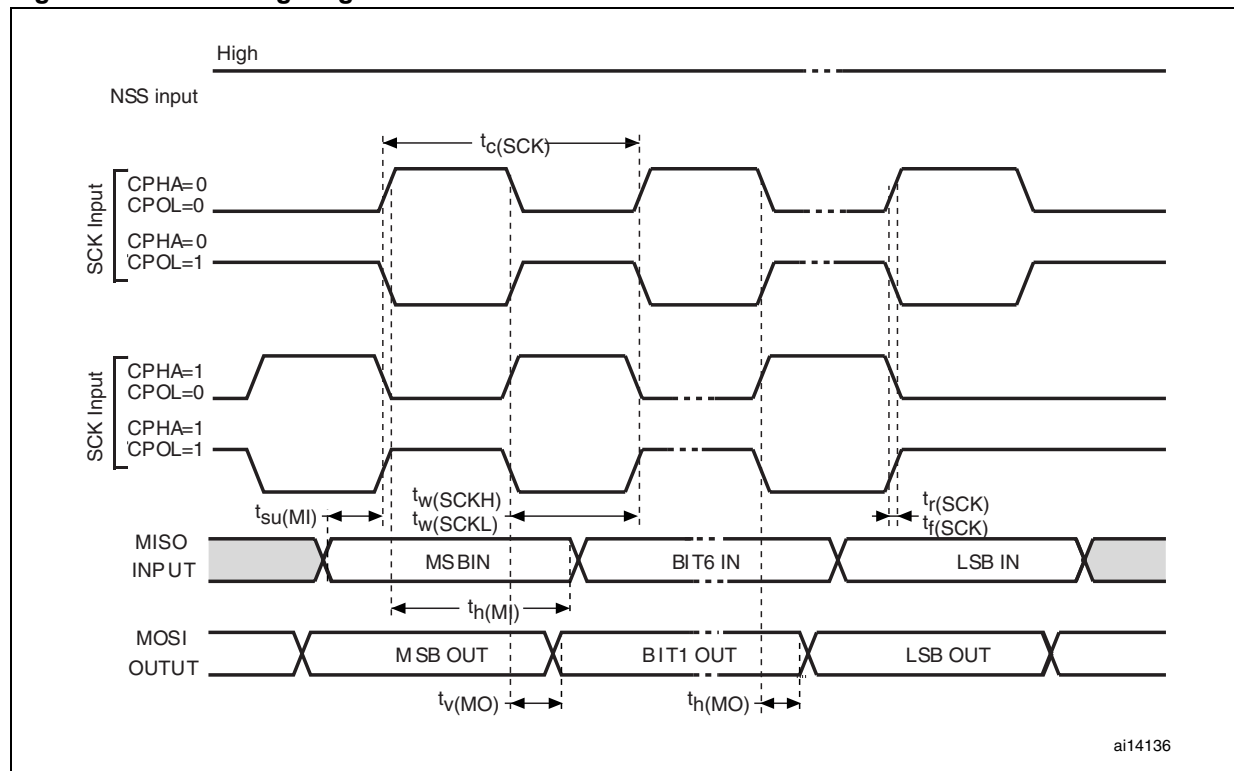 High
NSS input
tc(SCK)
SCK Input
CPHA=0
CPOL=0
CPHA=0
CPOL=1
SCK Input
CPHA=1
CPOL=0
CPHA=1
CPOL=1
tsu(MI)
tw(SCKH)
tw(SCKL)
tr(SCK)
tf(SCK)
MISO
INPUT
MSBIN
BIT6 IN
LSB IN
th(MI)
MOSI
OUTUT
MSB OUT
BIT1 OUT
LSB OUT
tv(MO)
th(MO)
ai14136